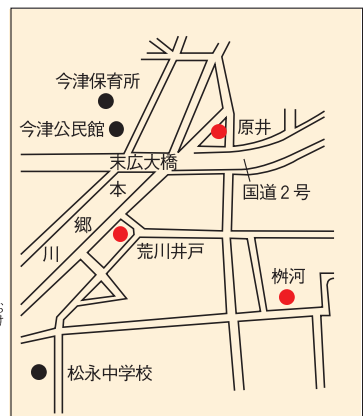 今津保育所
今津公民館
原井
末広大橋
国道2号
本
郷
川
荒川井戸
桝河
松永中学校